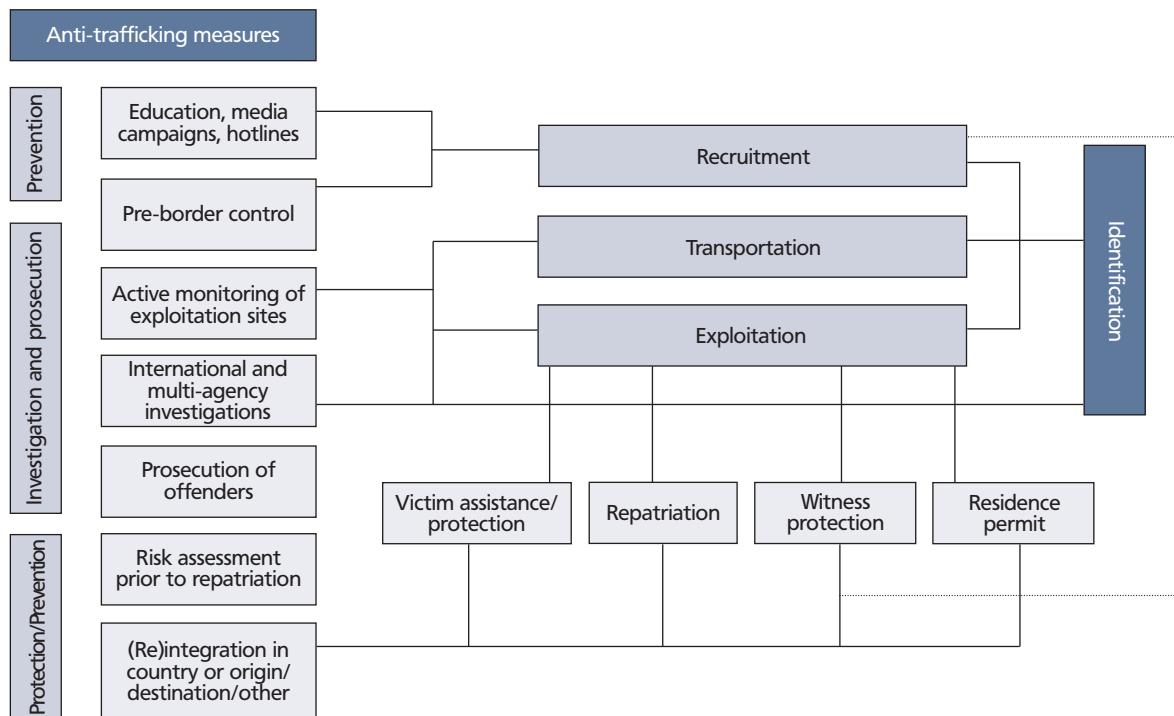 Anti-trafficking measures
Prevention
Education, media
campaigns, hotlines
Pre-border control
Investigation and prosecution
Active monitoring of
exploitation sites
International and
multi-agency
investigations
Prosecution of
offenders
Protection/Prevention
Risk assessment
prior to repatriation
(Re)integration in
country or origin/
destination/other
Recruitment
Transportation
Exploitation
Identification
Victim assistance/
protection
Repatriation
Witness
protection
Residence
permit